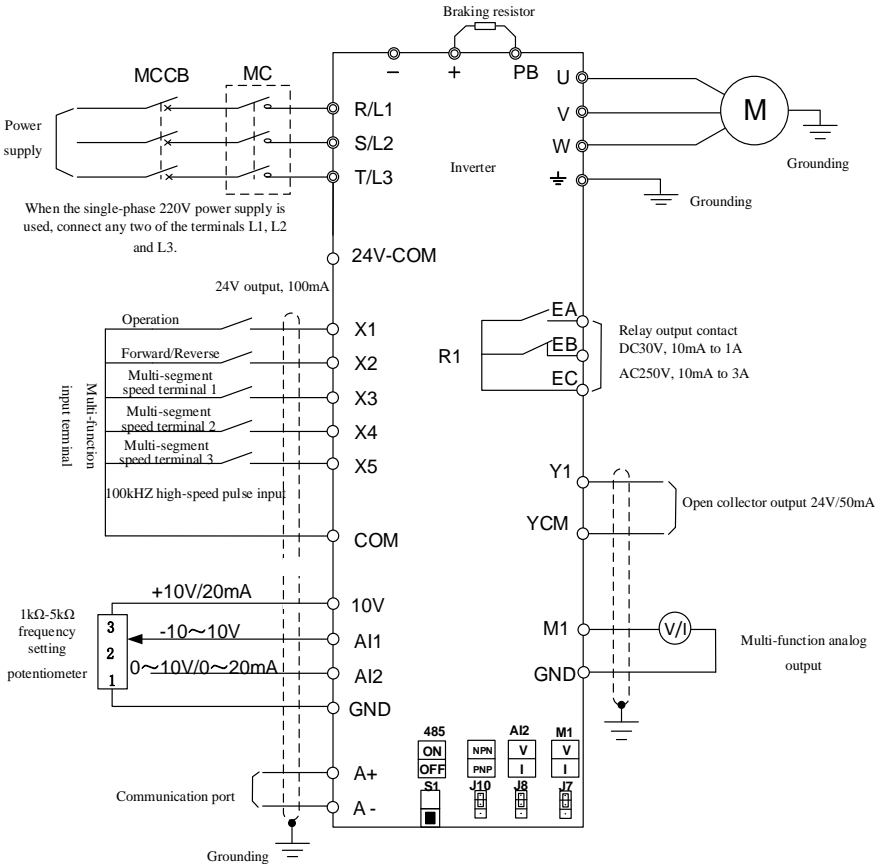 Braking resistor
MCCB
MC
−
+
PB
U
V
W
M
Power
supply
R/L1
S/L2
T/L3
Inverter
Grounding
Grounding
When the single-phase 220V power supply is
used, connect any two of the terminals L1, L2
and L3.
24V-COM
24V output, 100mA
Operation
X1
Forward/Reverse
X2
Multi-segment
speed terminal 1
X3
Multi-segment
speed terminal 2
X4
Multi-segment
speed terminal 3
X5
Multi-function
input terminal
100kHZ high-speed pulse input
COM
R1
EA
EB
EC
Relay output contact
DC30V, 10mA to 1A
AC250V, 10mA to 3A
Y1
YCM
Open collector output 24V/50mA
+10V/20mA
10V
1kΩ-5kΩ
frequency
setting
potentiometer
3
2
1
-10～10V
AI1
0～10V/0～20mA
AI2
GND
M1
V/I
GND
Multi-function analog
output
485
ON
OFF
S1
NPN
PNP
J10
AI2
V
I
J8
M1
V
I
J7
Communication port
A+
A -
Grounding